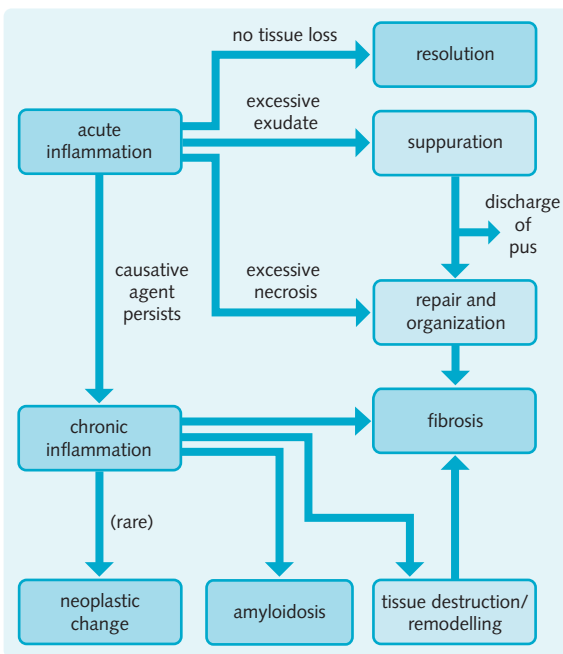 no tissue loss
resolution
acute
inflammation
excessive
exudate
suppuration
discharge
of
pus
causative
agent
persists
excessive
necrosis
repair and
organization
chronic
inflammation
fibrosis
(rare)
neoplastic
change
amyloidosis
tissue destruction/
remodelling